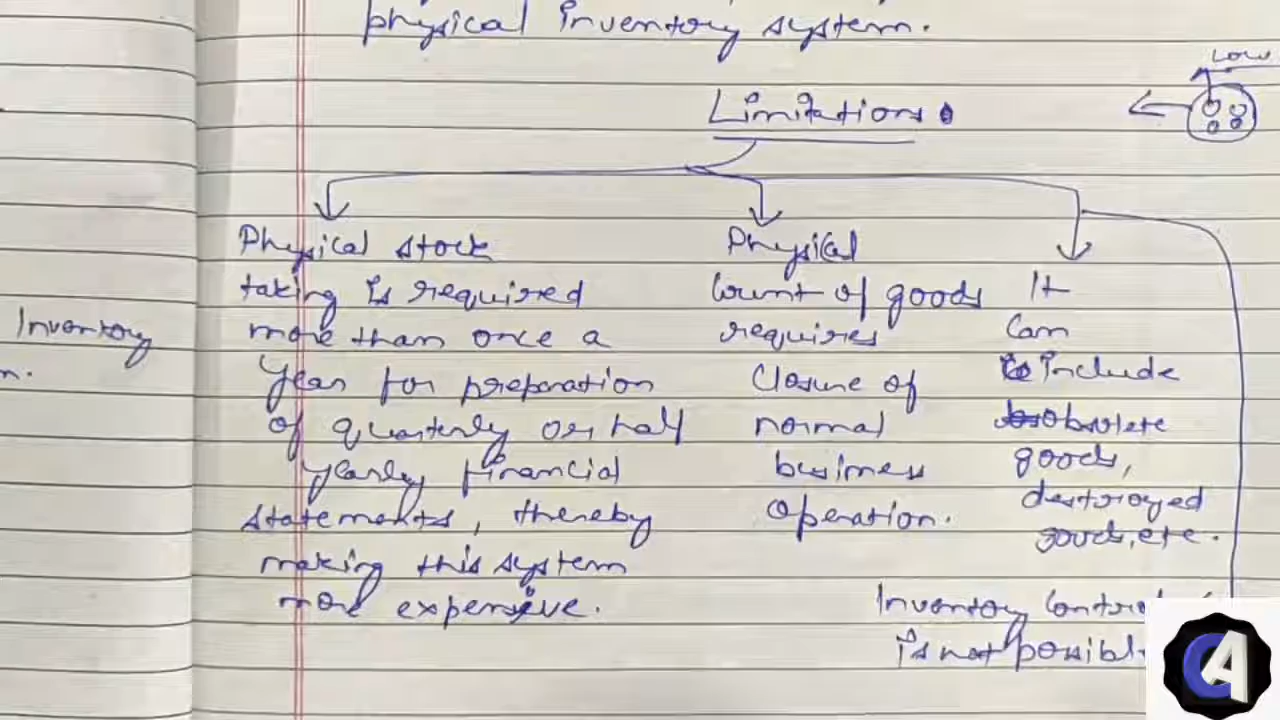 physical inventory system.
Low
Limitations
Physical stock
taking is required
more than once a
year for preparation
of quarterly or half
yearly financial
statements, thereby
making this system
more expensive.
Physical
Count of goods
requires
Closure of
normal
business
operation.
It
Can
include
obsolete
goods,
destroyed
goods, etc.
Inventory Control
is not possibl
Inventory
n.
CA